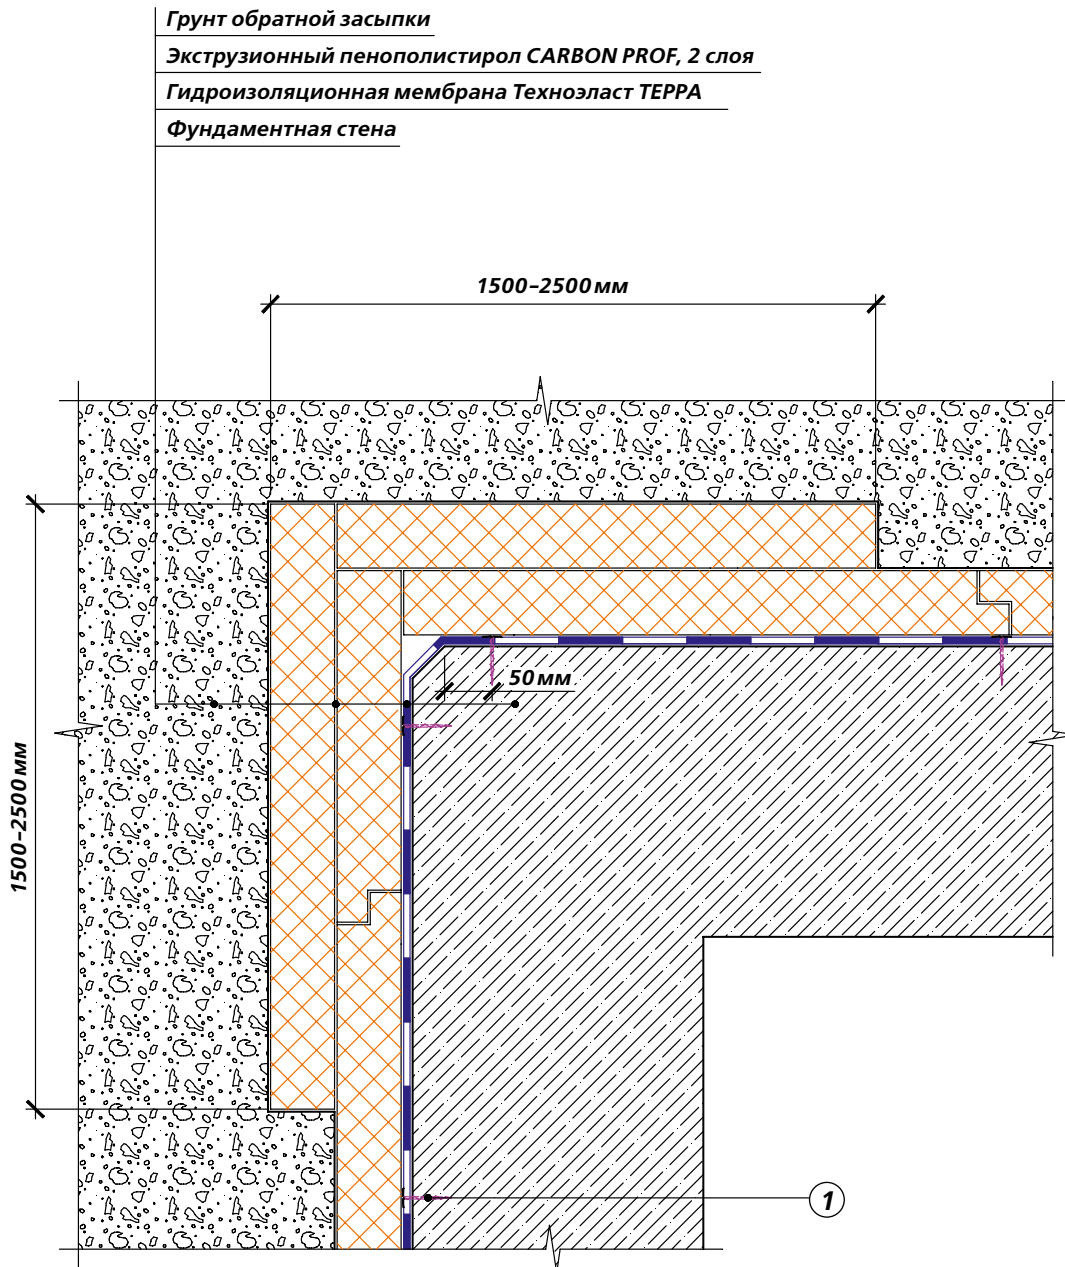 Грунт обратной засыпки
Экструзионный пенополистирол CARBON PROF, 2 слоя
Гидроизоляционная мембрана Техноэласт ТЕРРА
Фундаментная стена
1500–2500 мм
50 мм
1500–2500 мм
1